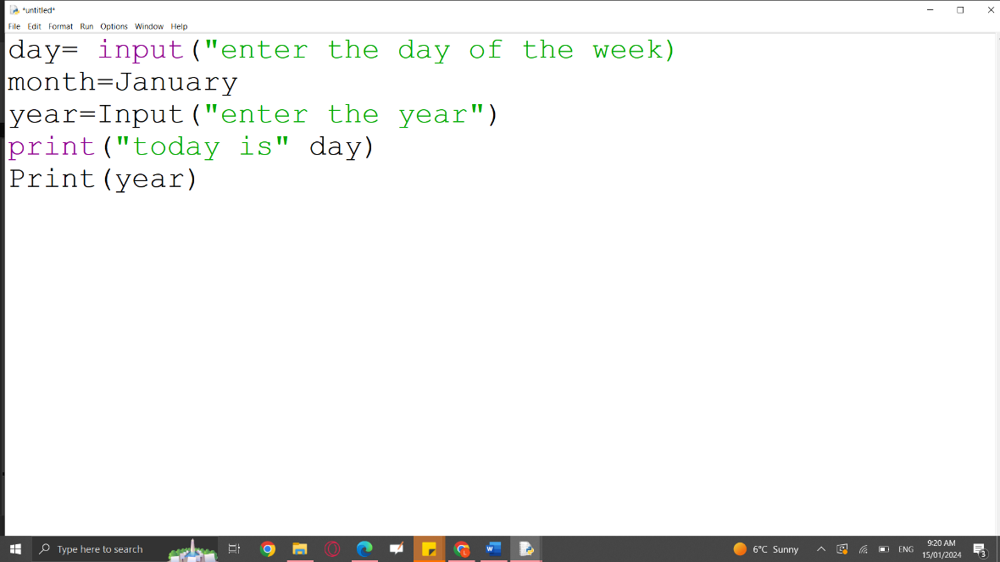 *untitled*
File Edit Format Run Options Window Help
day= input("enter the day of the week)
month=January
year=Input("enter the year")
print("today is" day)
Print(year)
Type here to search
6°C Sunny
ENG
9:20 AM
15/01/2024
3